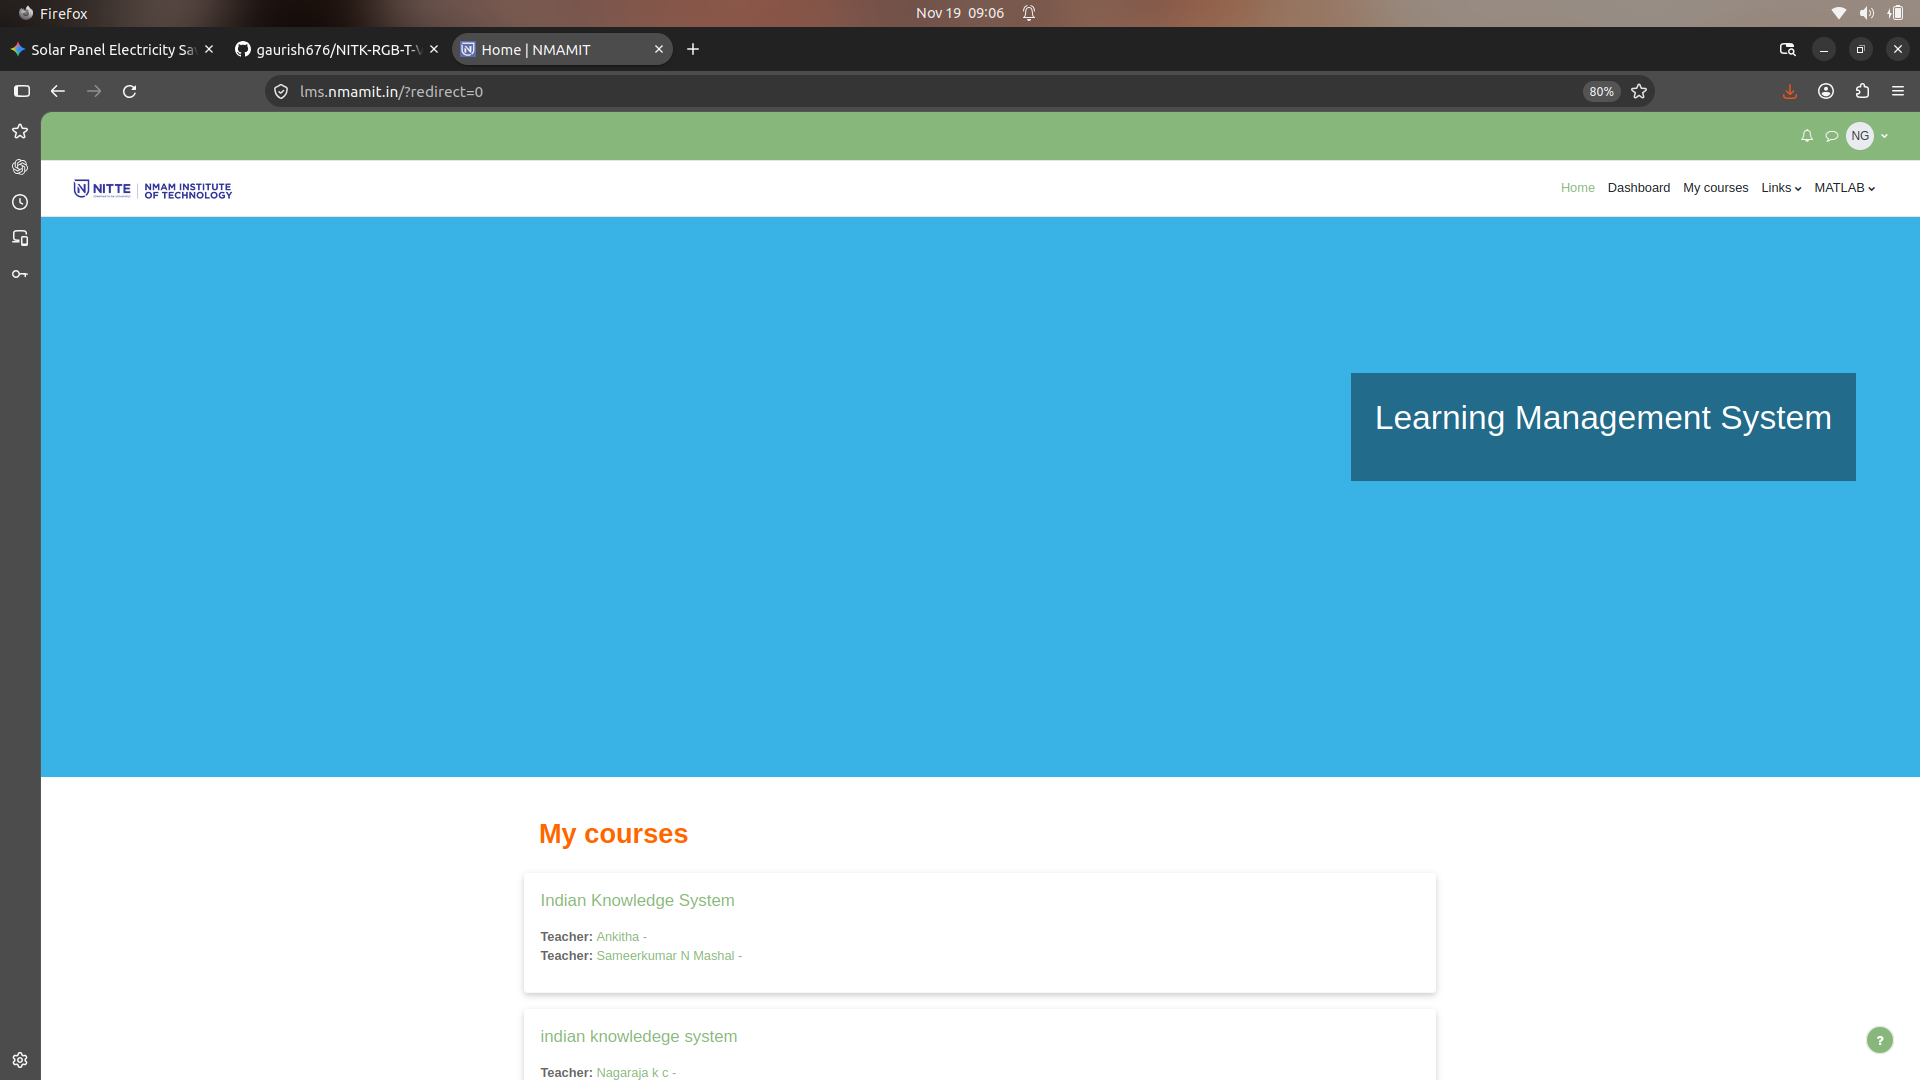 Firefox
Nov 19 09:06
Solar Panel Electricity Sa
gaurish676/NITK-RGB-T-V
Home | NMAMIT
lms.nmamit.in/?redirect=0
80%
NG
NITTE
NMAM INSTITUTE
OF TECHNOLOGY
Home
Dashboard
My courses
Links
MATLAB
Learning Management System
My courses
Indian Knowledge System
Teacher: Ankitha -
Teacher: Sameerkumar N Mashal -
indian knowledege system
Teacher: Nagaraja k c -
?